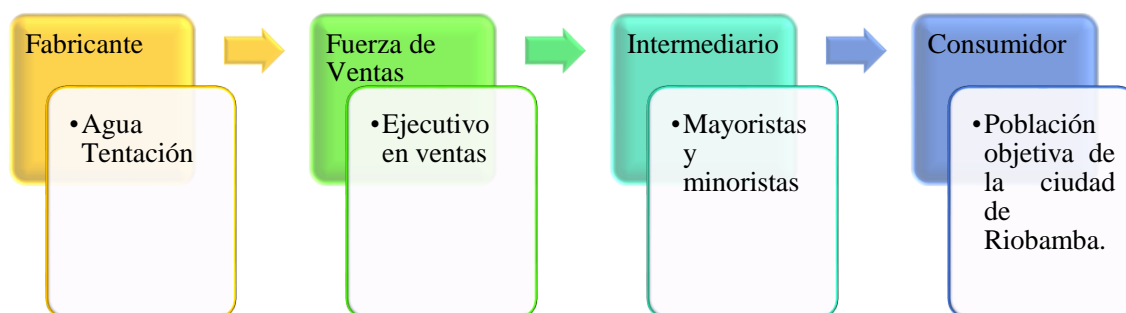 Fabricante
•Agua
Tentación
Fuerza de
Ventas
•Ejecutivo
en ventas
Intermediario
•Mayoristas
y
minoristas
Consumidor
•Población
objetiva de
la ciudad
de
Riobamba.